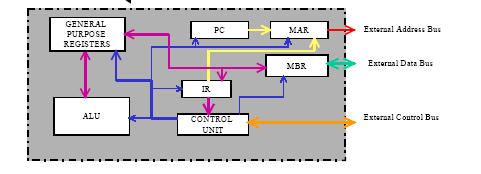 GENERAL
PURPOSE
REGISTERS
PC
MAR
External Address Bus
MBR
External Data Bus
IR
ALU
CONTROL
UNIT
External Control Bus